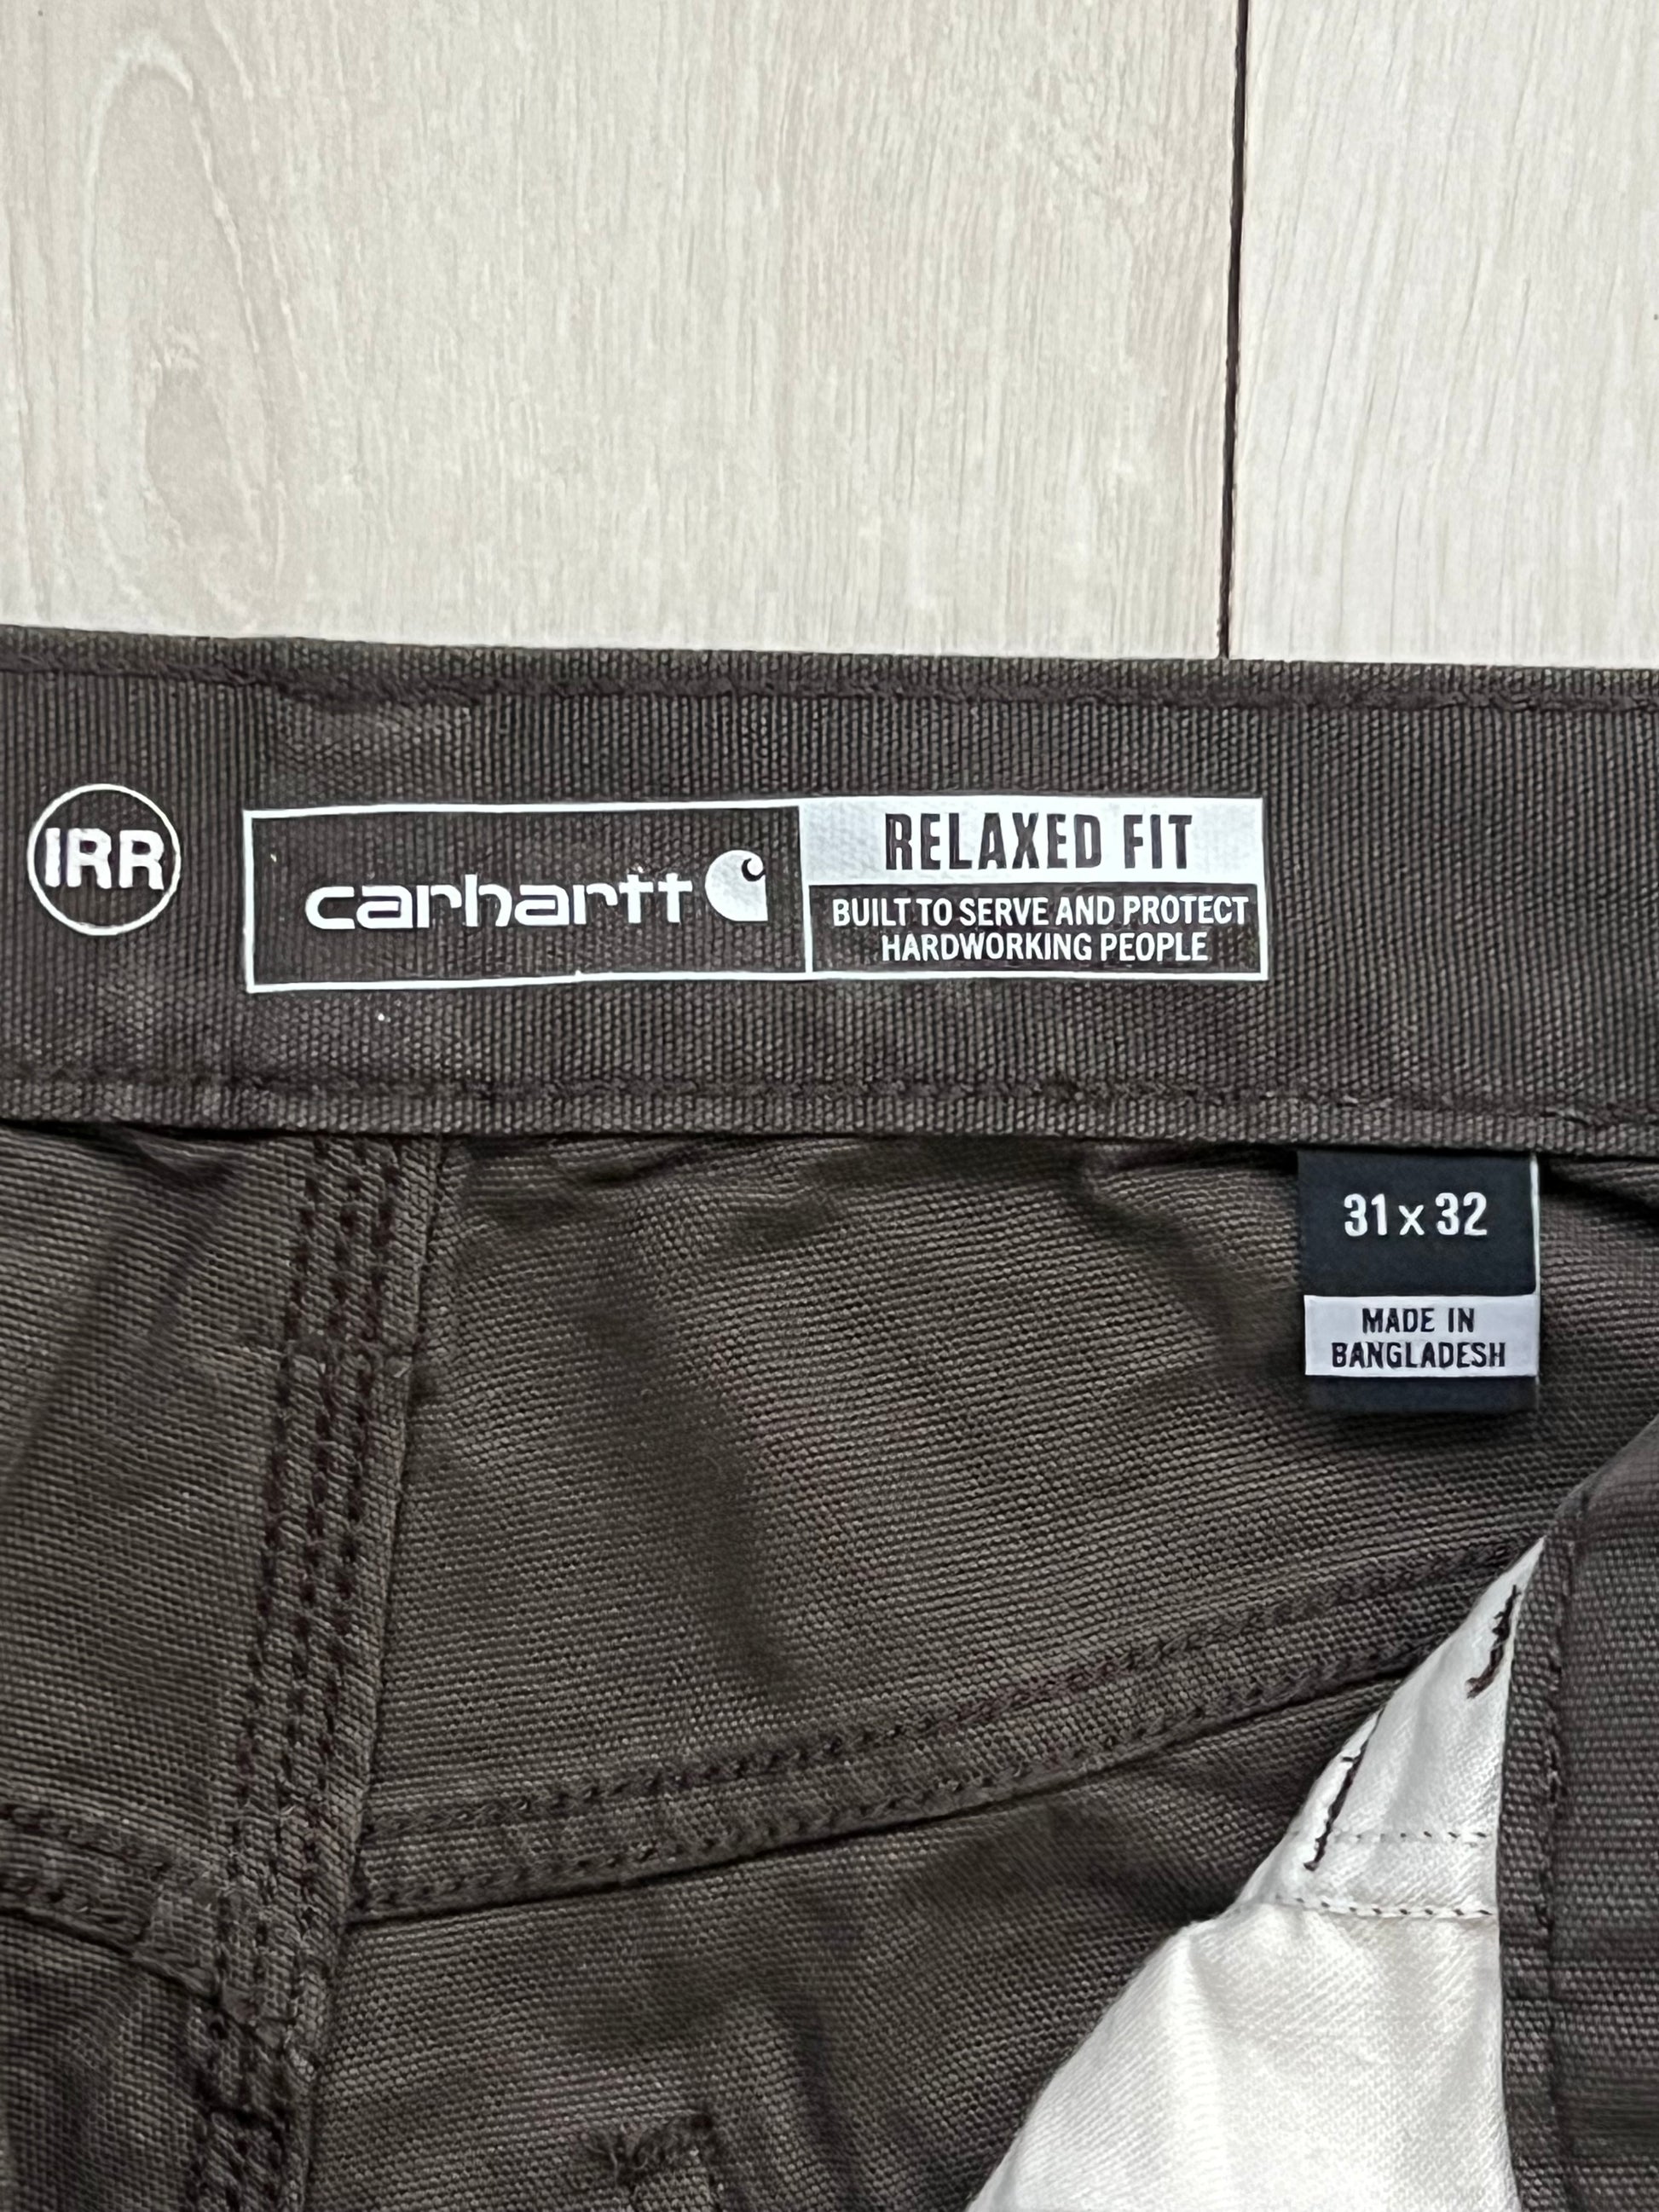 IRR
carhartt
RELAXED FIT
BUILT TO SERVE AND PROTECT
HARDWORKING PEOPLE
31 x 32
MADE IN
BANGLADESH